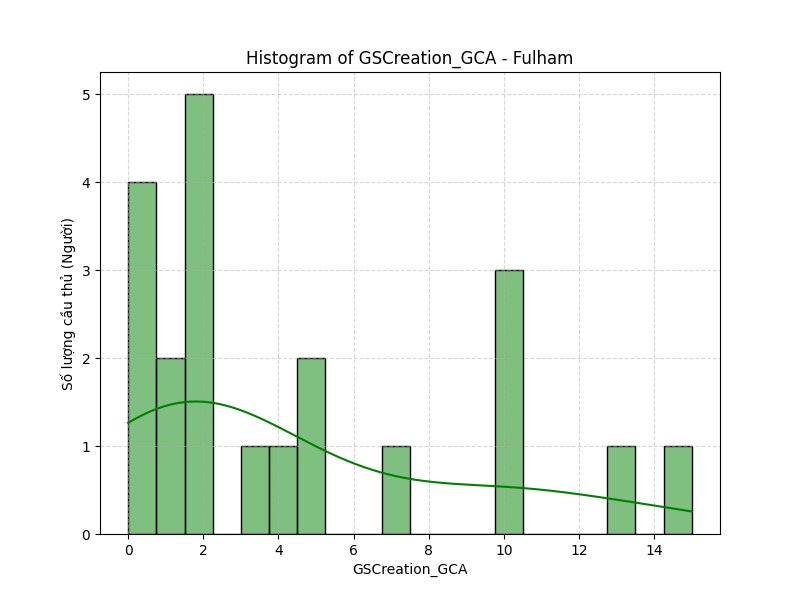 Histogram of GSCreation_GCA - Fulham
Số lượng cầu thủ (Người)
5
4
3
2
1
0
0 2 4 6 8 10 12 14
GSCreation_GCA